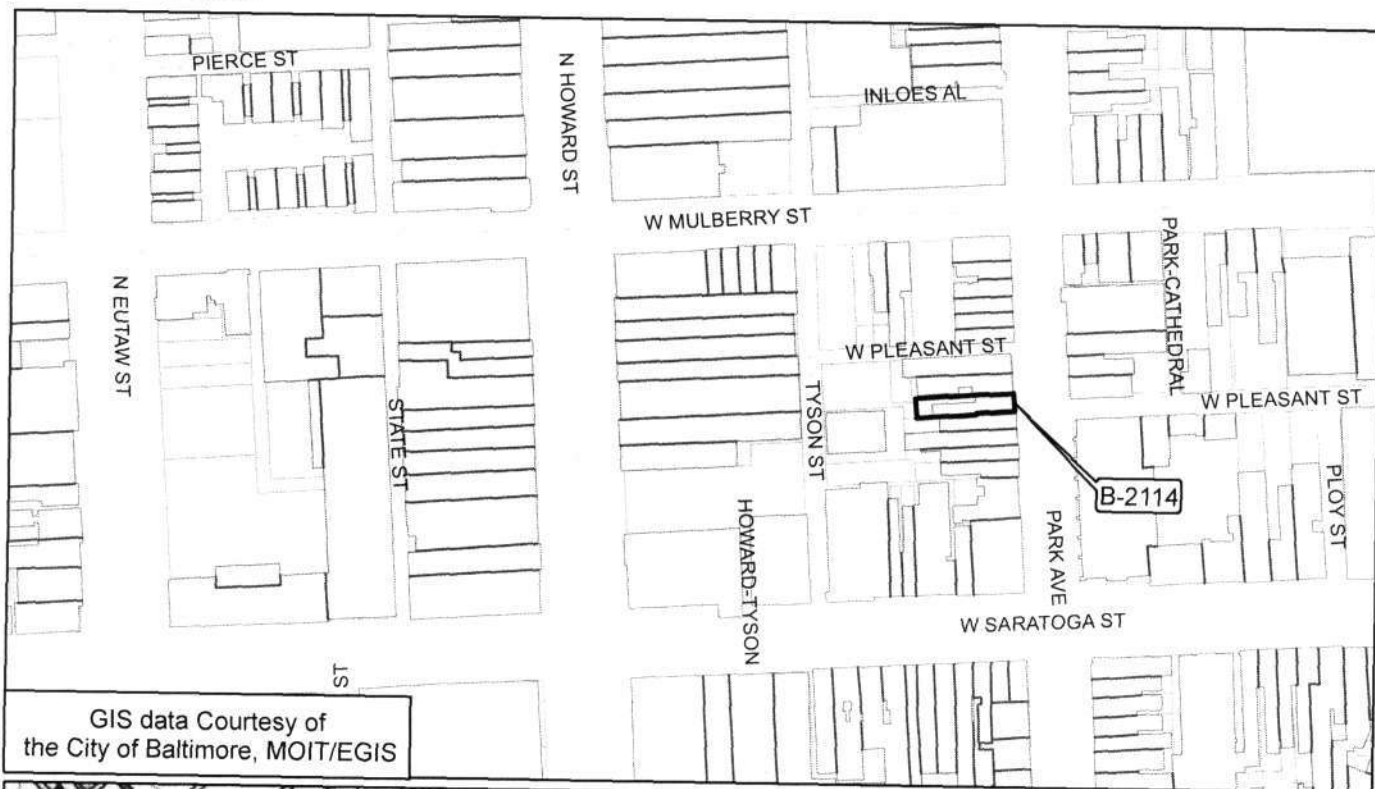 PIERCE ST
N HOWARD ST
INLOES AL
W MULBERRY ST
N EUTAW ST
PARK-CATHEDRAL
W PLEASANT ST
W PLEASANT ST
STATE ST
TYSON ST
B-2114
PLOY ST
HOWARD-TYSON
PARK AVE
W SARATOGA ST
ST
GIS data Courtesy of
the City of Baltimore, MOIT/EGIS